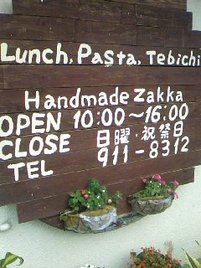 Lunch, Pasta, Tebichi
Handmade Zakka
OPEN 10:00~16:00
CLOSE 日曜・祝祭日
TEL 911-8312